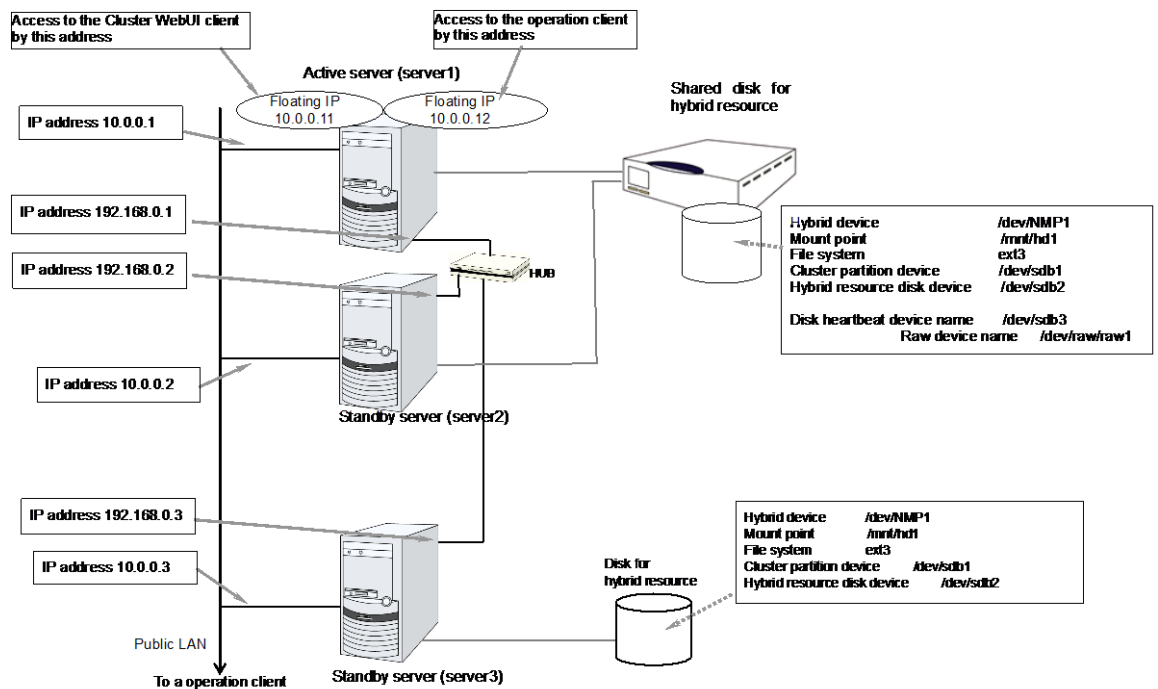 Access to the Cluster WebUI client
by this address
Access to the operation client
by this address
Active server (server1)
Floating IP
10.0.0.11
Floating IP
10.0.0.12
Shared disk for
hybrid resource
IP address 10.0.0.1
IP address 192.168.0.1
IP address 192.168.0.2
HUB
Hybrid device /dev/NMP1
Mount point /mnt/hd1
File system ext3
Cluster partition device /dev/sdb1
Hybrid resource disk device /dev/sdb2
Disk heartbeat device name /dev/sdb3
Raw device name /dev/raw/raw1
IP address 10.0.0.2
Standby server (server2)
IP address 192.168.0.3
IP address 10.0.0.3
Disk for
hybrid resource
Hybrid device /dev/NMP1
Mount point /mnt/hd1
File system ext3
Cluster partition device /dev/sdb1
Hybrid resource disk device /dev/sdb2
Public LAN
To a operation client
Standby server (server3)